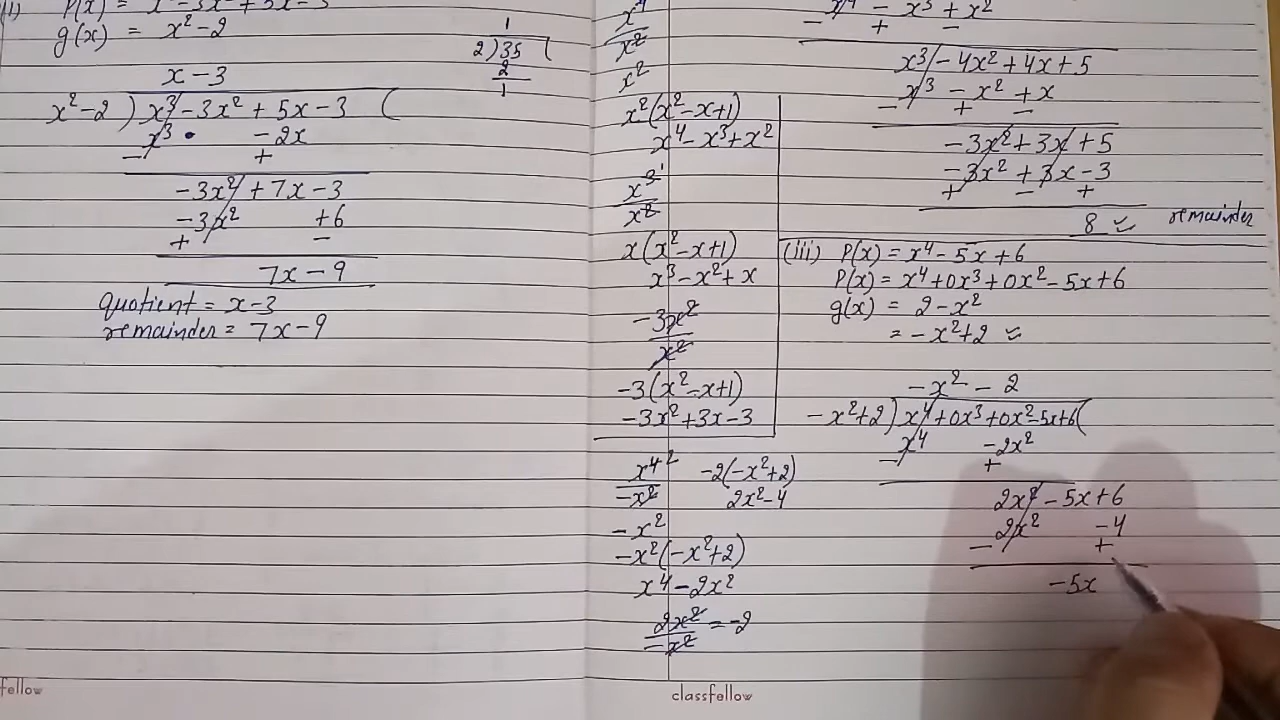 g(x) = x²-2
1
2)35(
2
1
x-3
x²-2)x³-3x²+5x-3(
x³ -2x
- +
-3x²+7x-3
-3x² +6
+ -
7x-9
quotient = x-3
remainder = 7x-9
x⁴
x²
x²
x²(x²-x+1)
x⁴-x³+x²
x³
x²
x(x²-x+1)
x³-x²+x
-3x²
x²
-3(x²-x+1)
-3x²+3x-3
x⁴
-x²
-x²
-x²(-x²+2)
x⁴-2x²
2x² = -2
-x²
-2(-x²+2)
2x²-4
x⁴-x³+x²
- + -
x³-4x²+4x+5
x³-x²+x
- + -
-3x²+3x+5
-3x²+3x-3
+ - +
8 remainder
(iii) P(x) = x⁴-5x+6
P(x) = x⁴+0x³+0x²-5x+6
g(x) = 2-x²
= -x²+2
-x²-2
-x²+2)x⁴+0x³+0x²-5x+6(
x⁴ -2x²
- +
2x²-5x+6
2x² -4
- +
-5x
fellow
classfellow